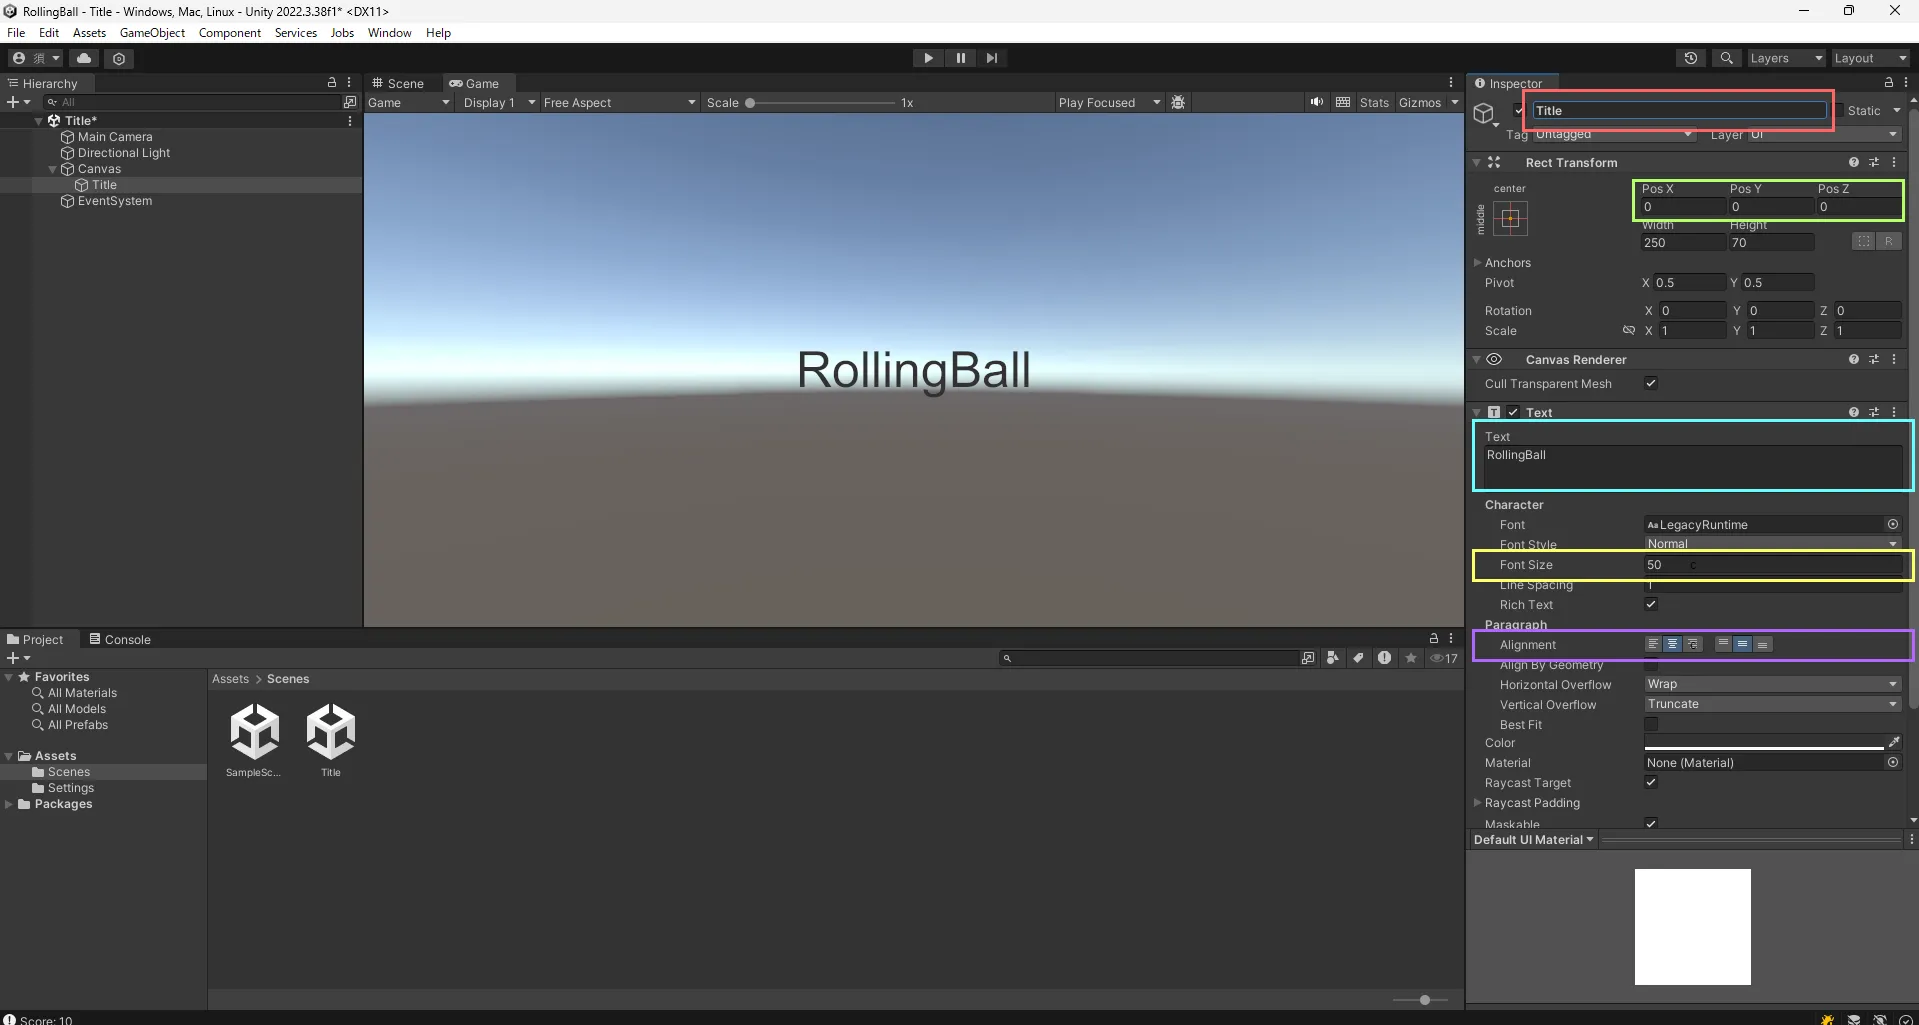 RollingBall - Title - Windows, Mac, Linux - Unity 2022.3.38f1* <DX11>
File Edit Assets GameObject Component Services Jobs Window Help
須
Layers Layout
Hierarchy
All
Title*
Main Camera
Directional Light
Canvas
Title
EventSystem
Scene Game
Game Display 1 Free Aspect Scale 1x Play Focused Stats Gizmos
RollingBall
Inspector
Title Static
Tag Untagged Layer UI
Rect Transform
center
middle
Pos X Pos Y Pos Z
0 0 0
Width Height
250 70
R
Anchors
Pivot X 0.5 Y 0.5
Rotation X 0 Y 0 Z 0
Scale X 1 Y 1 Z 1
Canvas Renderer
Cull Transparent Mesh
Text
Text
RollingBall
Character
Font Aa LegacyRuntime
Font Style Normal
Font Size 50
Line Spacing 1
Rich Text
Paragraph
Alignment
Align By Geometry
Horizontal Overflow Wrap
Vertical Overflow Truncate
Best Fit
Color
Material None (Material)
Raycast Target
Raycast Padding
Maskable
Default UI Material
Project Console
17
Favorites
All Materials
All Models
All Prefabs
Assets
Scenes
Settings
Packages
Assets > Scenes
SampleSc... Title
Score: 10